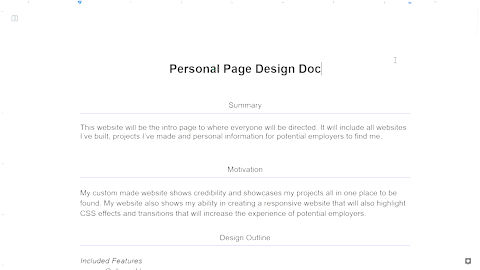 Personal Page Design Doc
Summary
This website will be the intro page to where everyone will be directed. It will include all websites
I've built, projects I've made and personal information for potential employers to find me.
Motivation
My custom made website shows credibility and showcases my projects all in one place to be
found. My website also shows my ability in creating a responsive website that will also highlight
CSS effects and transitions that will increase the experience of potential employers.
Design Outline
Included Features